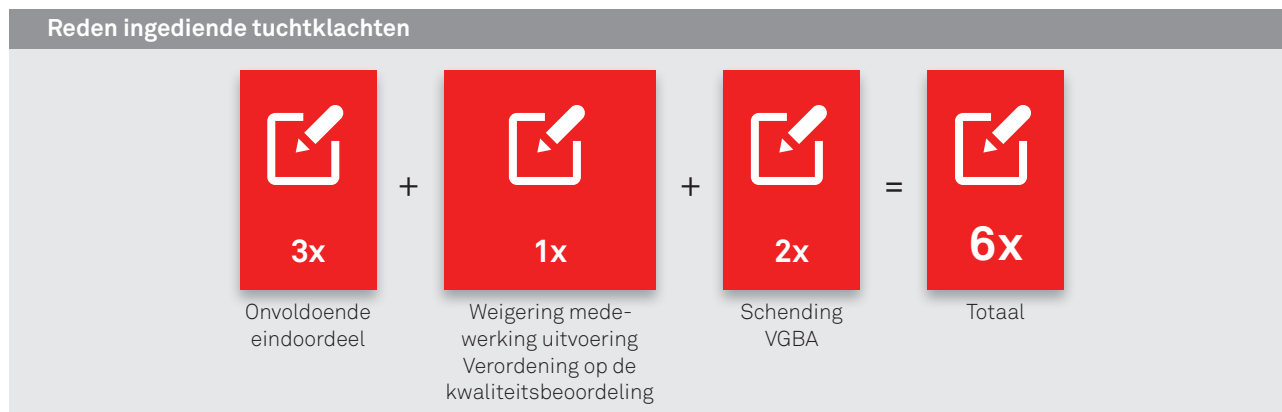 Reden ingediende tuchtklachten
3x
+
1x
+
2x
=
6x
Onvoldoende
eindoordeel
Weigering mede-
werking uitvoering
Verordening op de
kwaliteitsbeoordeling
Schending
VGBA
Totaal